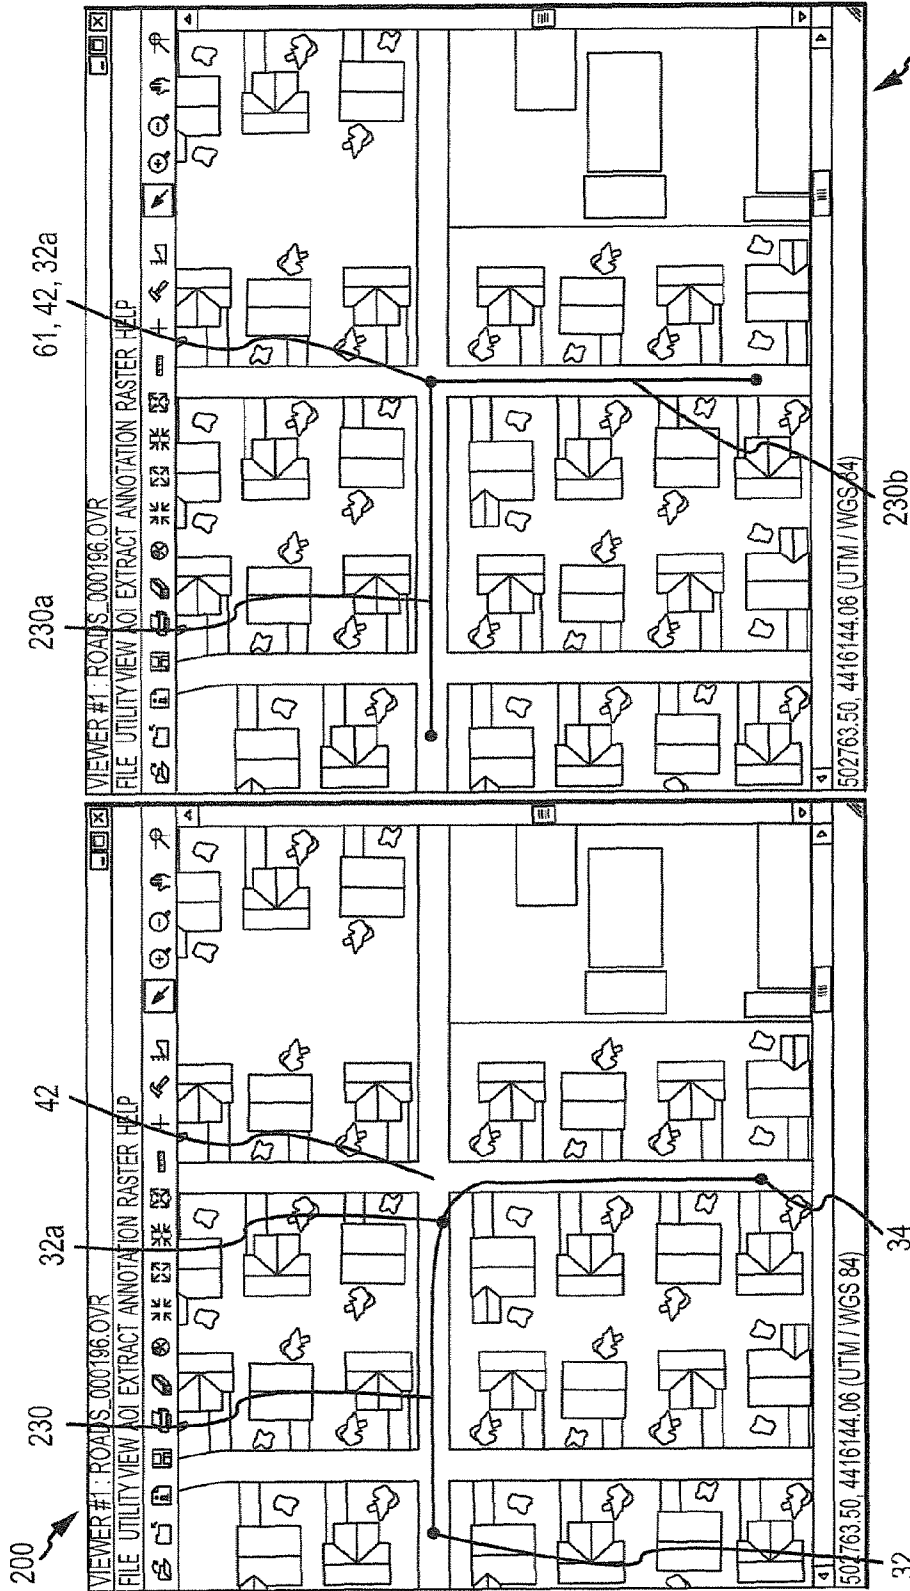 200
230
32a
42
VIEWER #1 : ROADS_000196.OVR
FILE UTILITY VIEW AOI EXTRACT ANNOTATION RASTER HELP
502763.50, 4416144.06 (UTM / WGS 84)
32
34
230a
61, 42, 32a
VIEWER #1 : ROADS_000196.OVR
FILE UTILITY VIEW AOI EXTRACT ANNOTATION RASTER HELP
502763.50, 4416144.06 (UTM / WGS 84)
230b